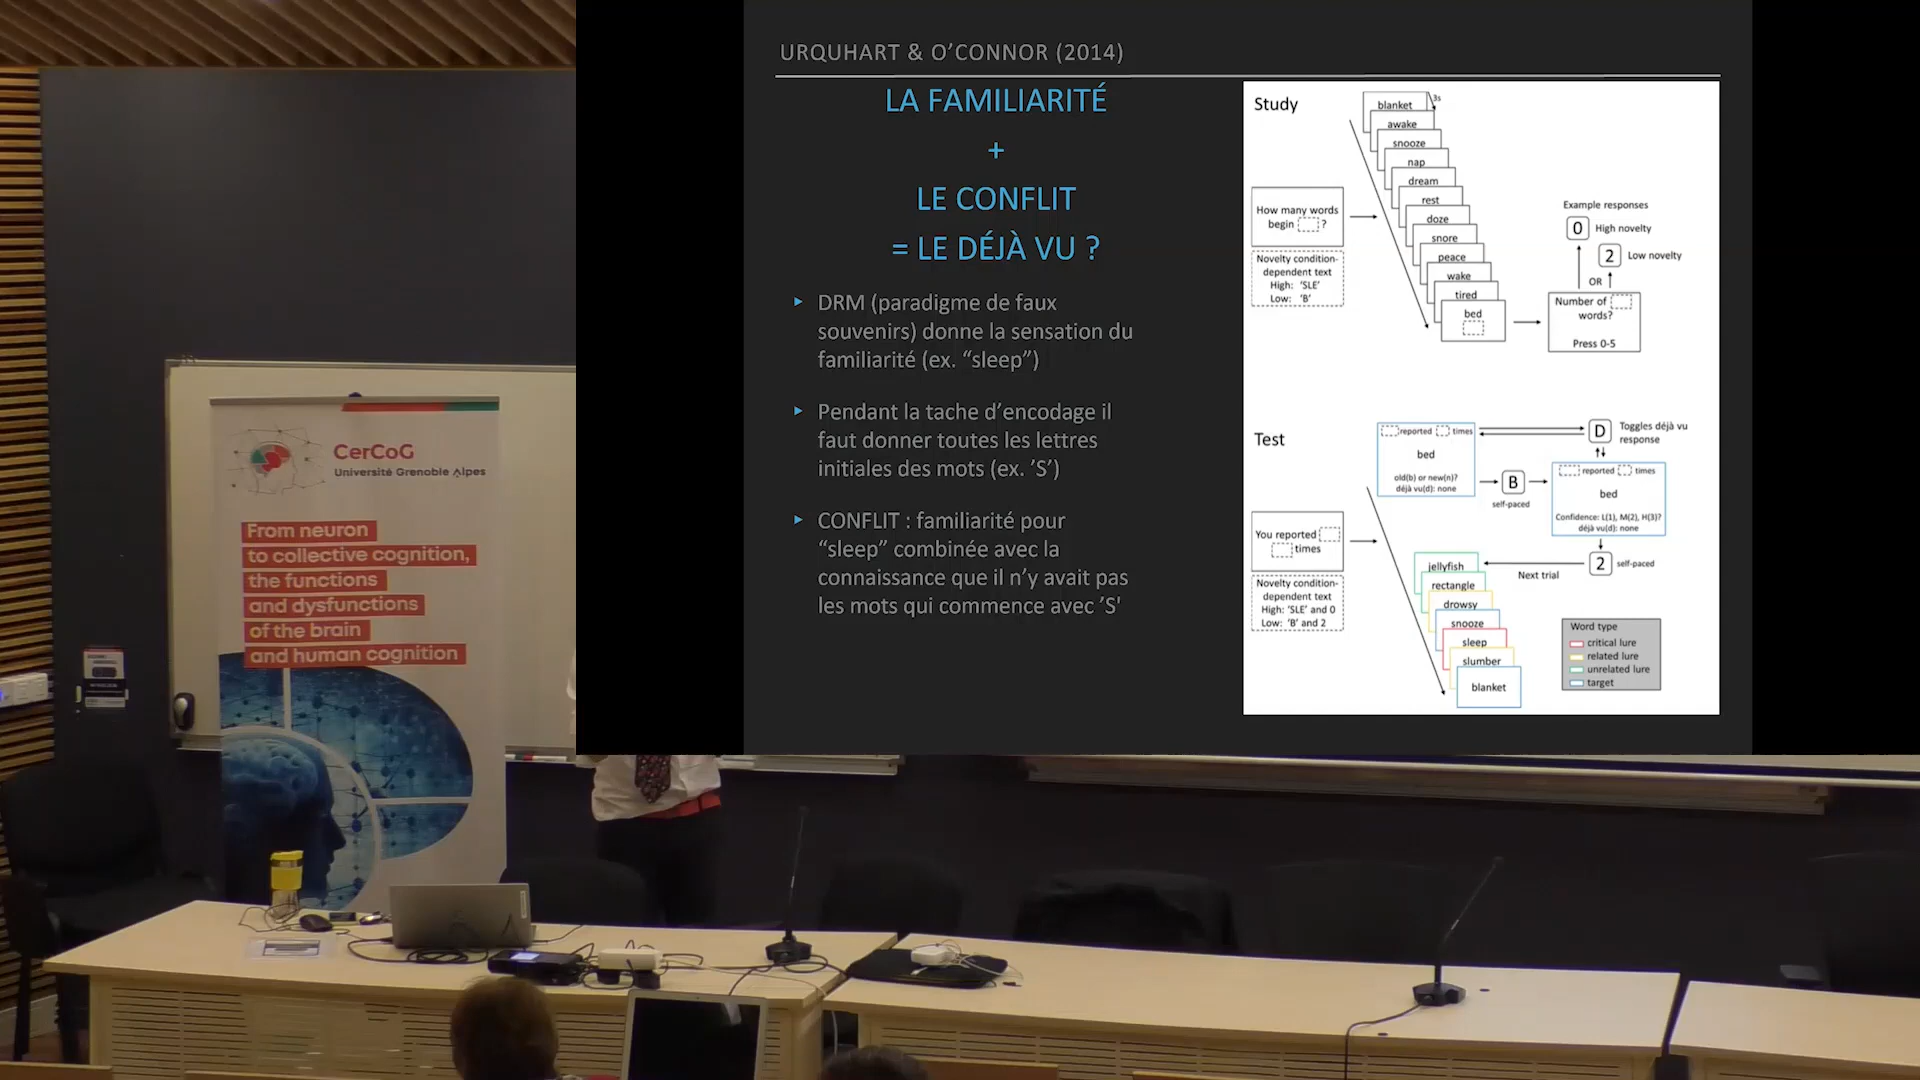 URQUHART & O'CONNOR (2014)
LA FAMILIARITÉ
+
LE CONFLIT
= LE DÉJÀ VU ?
DRM (paradigme de faux
souvenirs) donne la sensation du
familiarité (ex. “sleep”)
Pendant la tache d'encodage il
faut donner toutes les lettres
initiales des mots (ex. 'S')
CONFLIT : familiarité pour
“sleep” combinée avec la
connaissance que il n'y avait pas
les mots qui commence avec 'S'
Study
blanket
3s
awake
snooze
nap
dream
rest
doze
snore
peace
wake
tired
bed
How many words
begin ?
Novelty condition-
dependent text
High: 'SLE'
Low: 'B'
Example responses
0 High novelty
2 Low novelty
OR
Number of
words?
Press 0-5
Test
reported times
bed
old(b) or new(n)?
déjà vu(d): none
B
self-paced
D
Toggles déjà vu
response
reported times
bed
Confidence: L(1), M(2), H(3)?
déjà vu(d): none
2 self-paced
Next trial
You reported
times
Novelty condition-
dependent text
High: 'SLE' and 0
Low: 'B' and 2
jellyfish
rectangle
drowsy
snooze
sleep
slumber
blanket
Word type
critical lure
related lure
unrelated lure
target
CerCoG
Université Grenoble Alpes
From neuron
to collective cognition,
the functions
and dysfunctions
of the brain
and human cognition